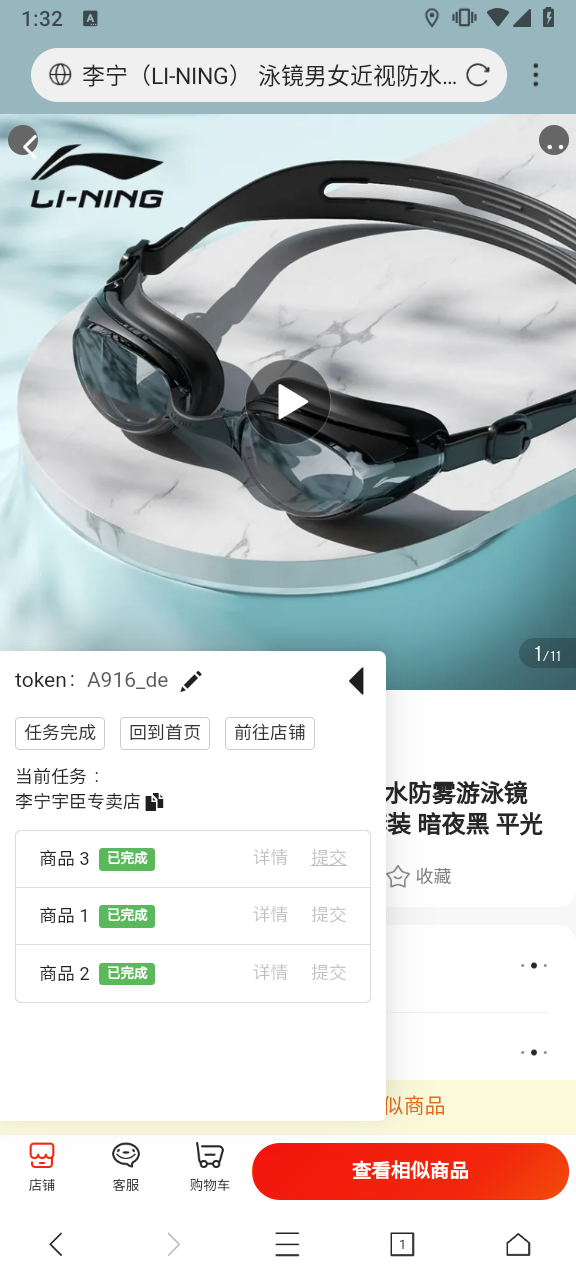 1:32
A
李宁（LI-NING） 泳镜男女近视防水...
LI-NING
1/11
token： A916_de
任务完成 回到首页 前往店铺
当前任务：
李宁宇臣专卖店
水防雾游泳镜
装 暗夜黑 平光
收藏
商品 3 已完成 详情 提交
商品 1 已完成 详情 提交
商品 2 已完成 详情 提交
似商品
店铺 客服 购物车 查看相似商品
1